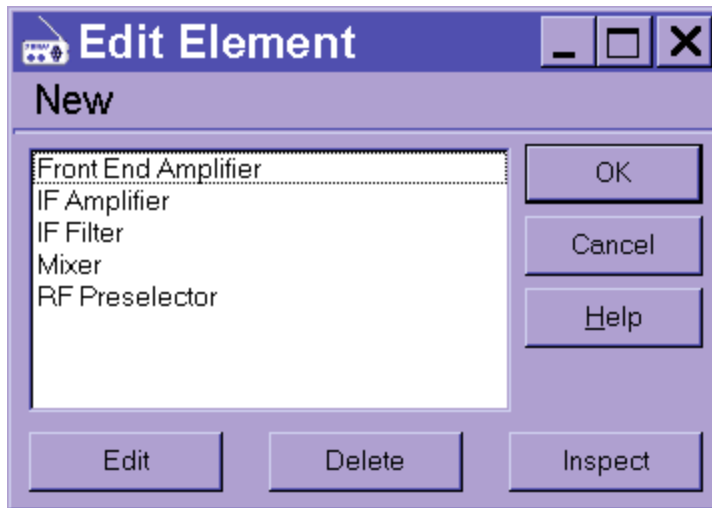 Edit Element
New
Front End Amplifier
IF Amplifier
IF Filter
Mixer
RF Preselector
OK
Cancel
Help
Edit Delete Inspect